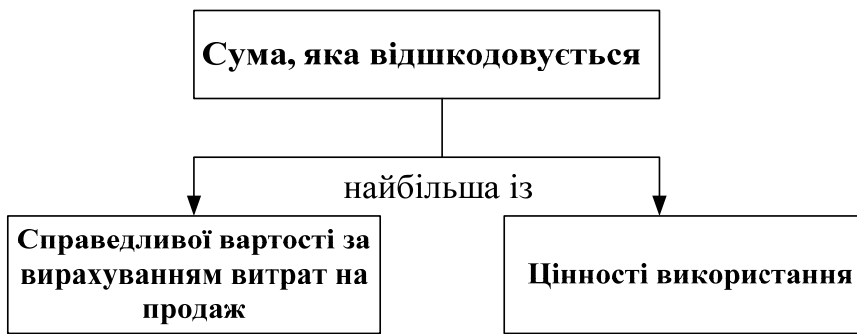 Сума, яка відшкодовується
найбільша із
Справедливої вартості за
вирахуванням витрат на
продаж
Цінності використання